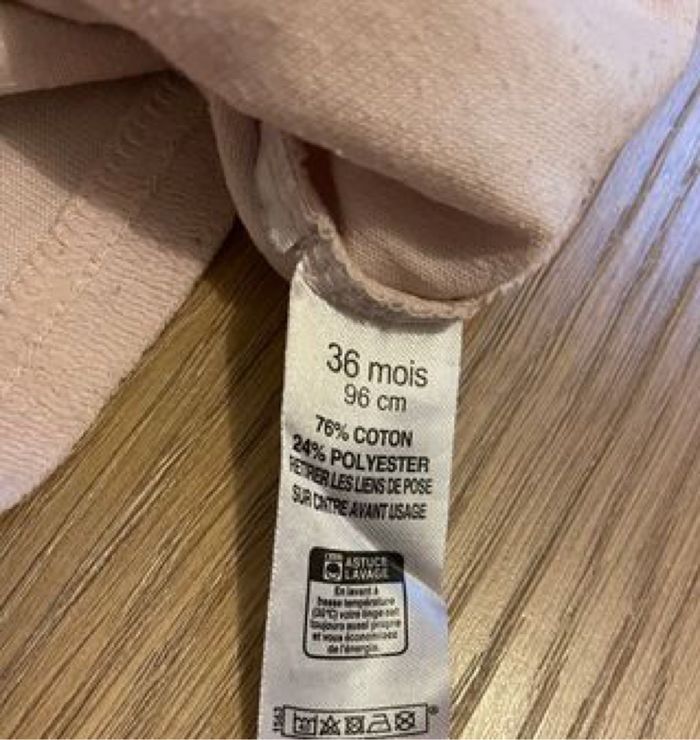 36 mois
96 cm
76% COTON
24% POLYESTER
RETIRER LES LIENS DE POSE
SUR CINTRE AVANT USAGE
ASTUCE
LAVAGE
En lavant à
basse température
(30°C) votre linge est
toujours aussi propre
et vous économisez
de l'énergie.